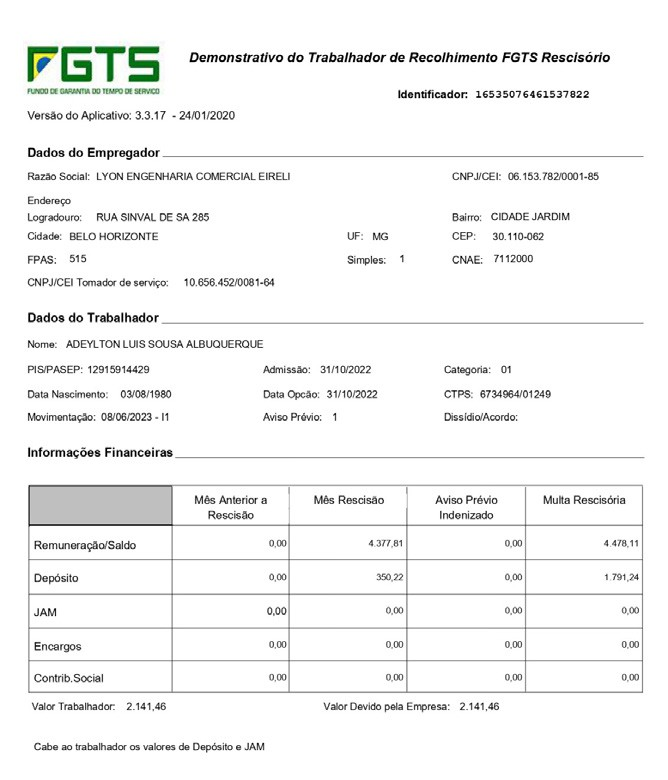 FGTS
FUNDO DE GARANTIA DO TEMPO DE SERVICO
Demonstrativo do Trabalhador de Recolhimento FGTS Rescisório
Identificador: 16535076461537822
Versão do Aplicativo: 3.3.17 - 24/01/2020
Dados do Empregador
Razão Social: LYON ENGENHARIA COMERCIAL EIRELI CNPJ/CEI: 06.153.782/0001-85
Endereço
Logradouro: RUA SINVAL DE SA 285 Bairro: CIDADE JARDIM
Cidade: BELO HORIZONTE UF: MG CEP: 30.110-062
FPAS: 515 Simples: 1 CNAE: 7112000
CNPJ/CEI Tomador de serviço: 10.656.452/0081-64
Dados do Trabalhador
Nome: ADEYLTON LUIS SOUSA ALBUQUERQUE
PIS/PASEP: 12915914429 Admissão: 31/10/2022 Categoria: 01
Data Nascimento: 03/08/1980 Data Opcão: 31/10/2022 CTPS: 6734964/01249
Movimentação: 08/06/2023 - I1 Aviso Prévio: 1 Dissídio/Acordo:
Informações Financeiras
Mês Anterior a Rescisão Mês Rescisão Aviso Prévio Indenizado Multa Rescisória
Remuneração/Saldo 0,00 4.377,81 0,00 4.478,11
Depósito 0,00 350,22 0,00 1.791,24
JAM 0,00 0,00 0,00 0,00
Encargos 0,00 0,00 0,00 0,00
Contrib.Social 0,00 0,00 0,00 0,00
Valor Trabalhador: 2.141,46 Valor Devido pela Empresa: 2.141,46
Cabe ao trabalhador os valores de Depósito e JAM